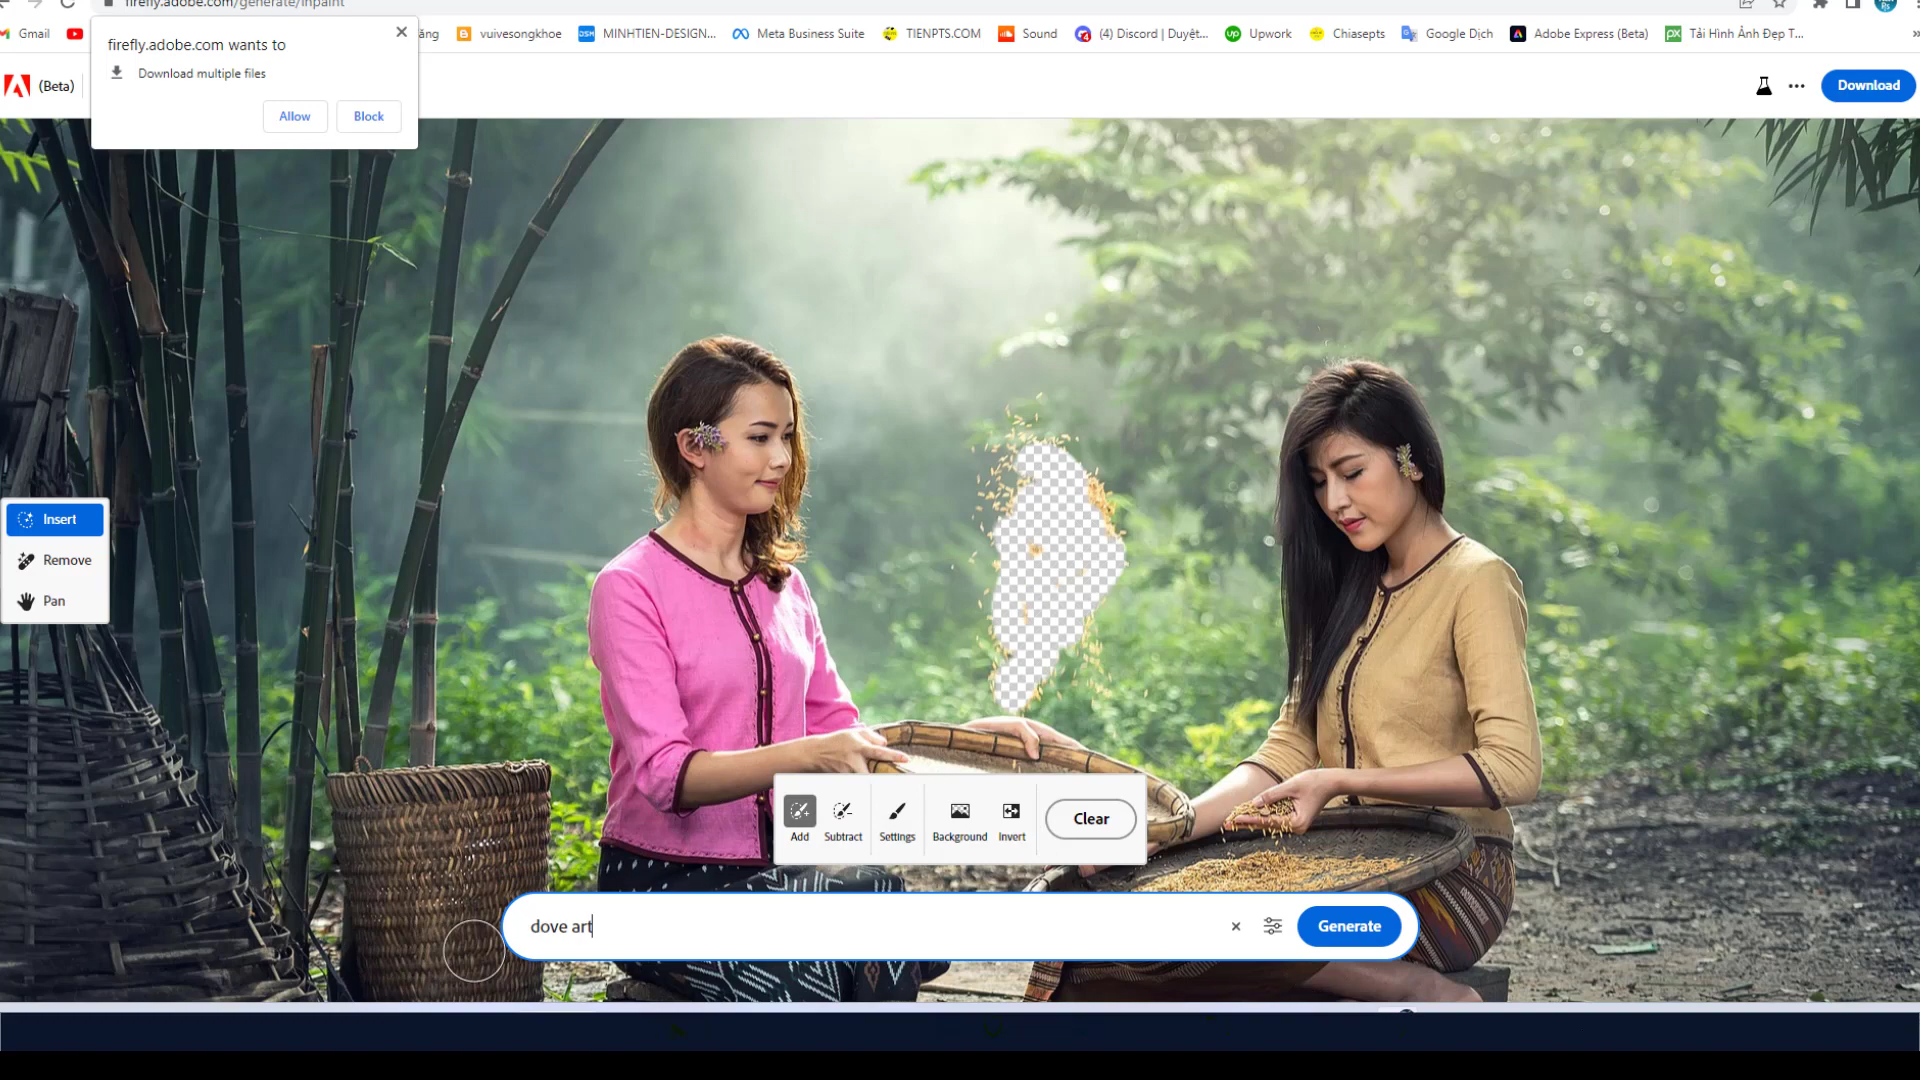 firefly.adobe.com/generate/inpaint
Gmail
ăng
vuivesongkhoe
MINHTIEN-DESIGN...
Meta Business Suite
TIENPTS.COM
Sound
(4) Discord | Duyệt...
Upwork
Chiasepts
Google Dịch
Adobe Express (Beta)
Tải Hình Ảnh Đẹp T...
firefly.adobe.com wants to
Download multiple files
Allow
Block
(Beta)
Download
Insert
Remove
Pan
Add
Subtract
Settings
Background
Invert
Clear
dove art
Generate